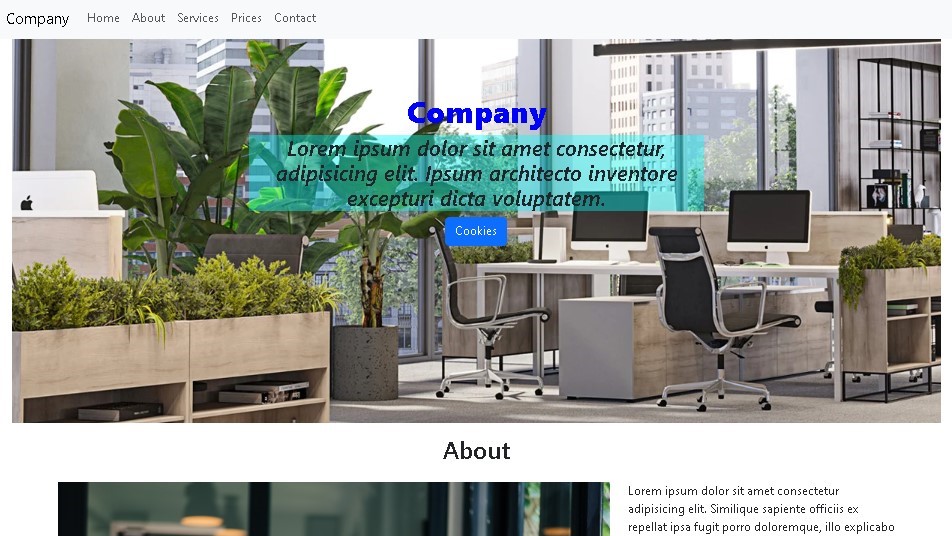 Company Home About Services Prices Contact
Company
Lorem ipsum dolor sit amet consectetur,
adipisicing elit. Ipsum architecto inventore
excepturi dicta voluptatem.
Cookies
About
Lorem ipsum dolor sit amet consectetur
adipisicing elit. Similique sapiente officiis ex
repellat ipsa fugit porro doloremque, illo explicabo